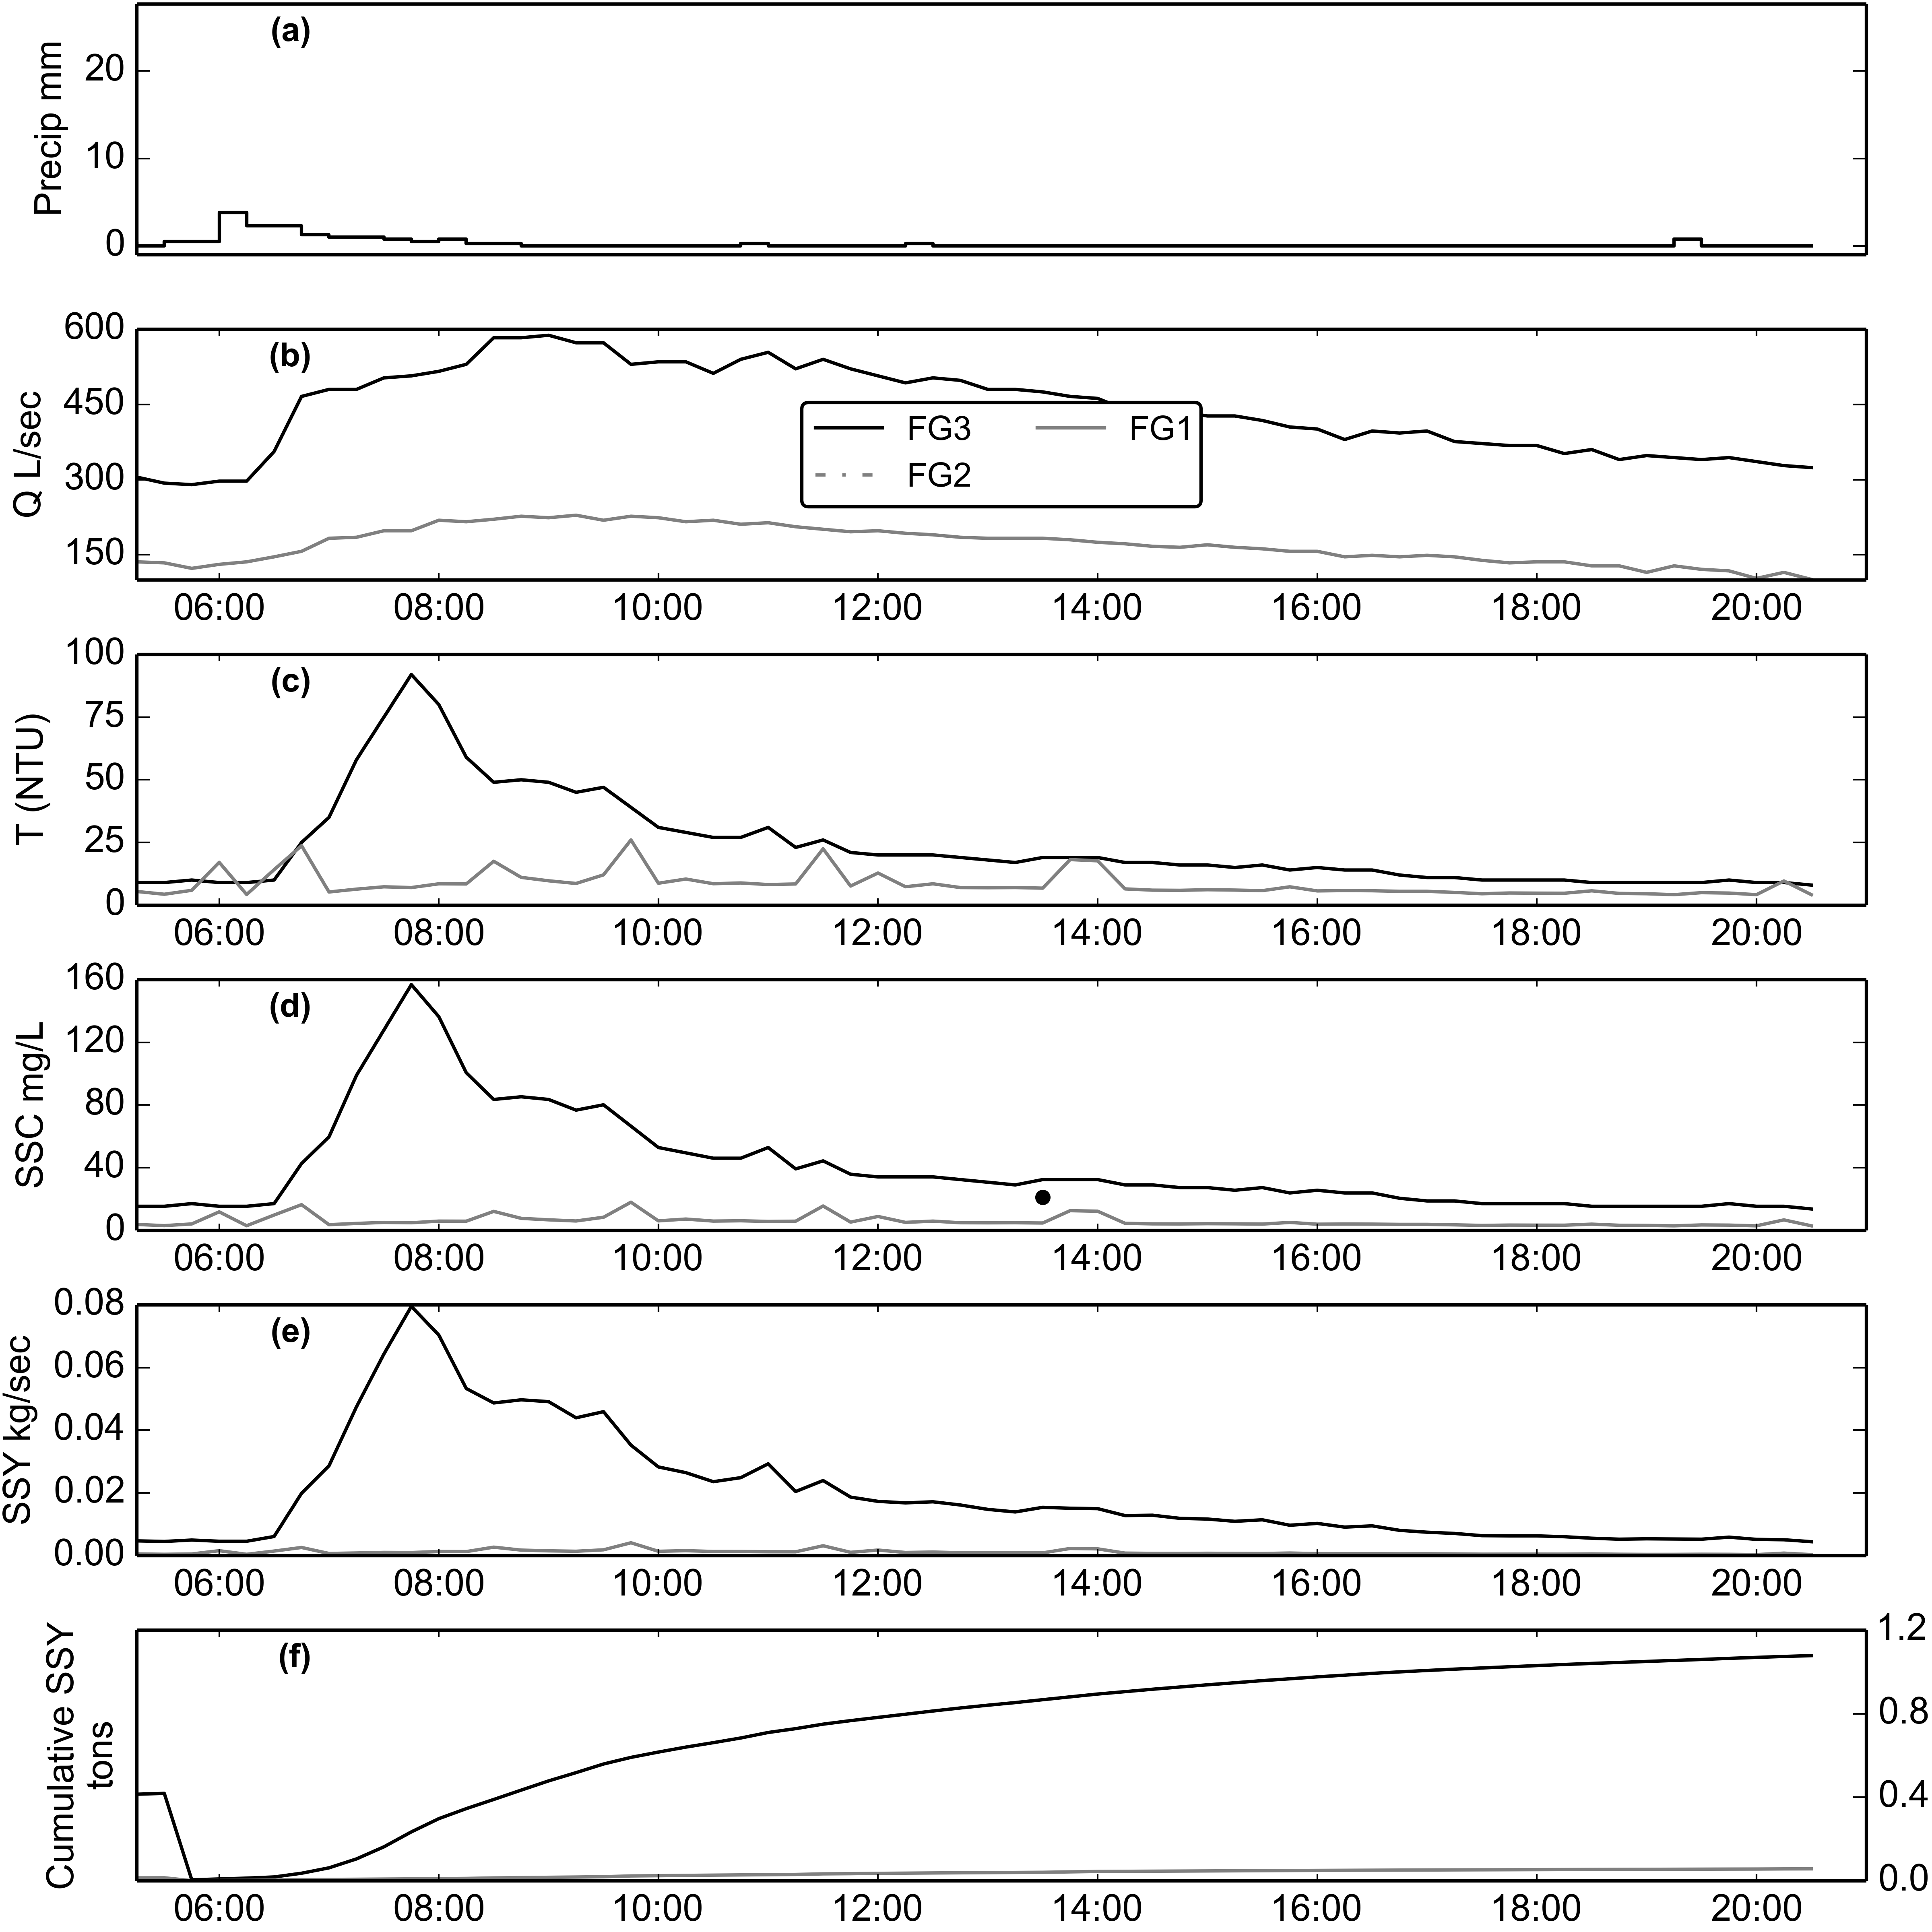 (a)
Precip mm
20
10
0
(b)
Q L/sec
600
450
300
150
FG3 FG1
FG2
06:00 08:00 10:00 12:00 14:00 16:00 18:00 20:00
(c)
T (NTU)
100
75
50
25
0
06:00 08:00 10:00 12:00 14:00 16:00 18:00 20:00
(d)
SSC mg/L
160
120
80
40
0
06:00 08:00 10:00 12:00 14:00 16:00 18:00 20:00
(e)
SSY kg/sec
0.08
0.06
0.04
0.02
0.00
06:00 08:00 10:00 12:00 14:00 16:00 18:00 20:00
(f)
Cumulative SSY
tons
1.2
0.8
0.4
0.0
06:00 08:00 10:00 12:00 14:00 16:00 18:00 20:00